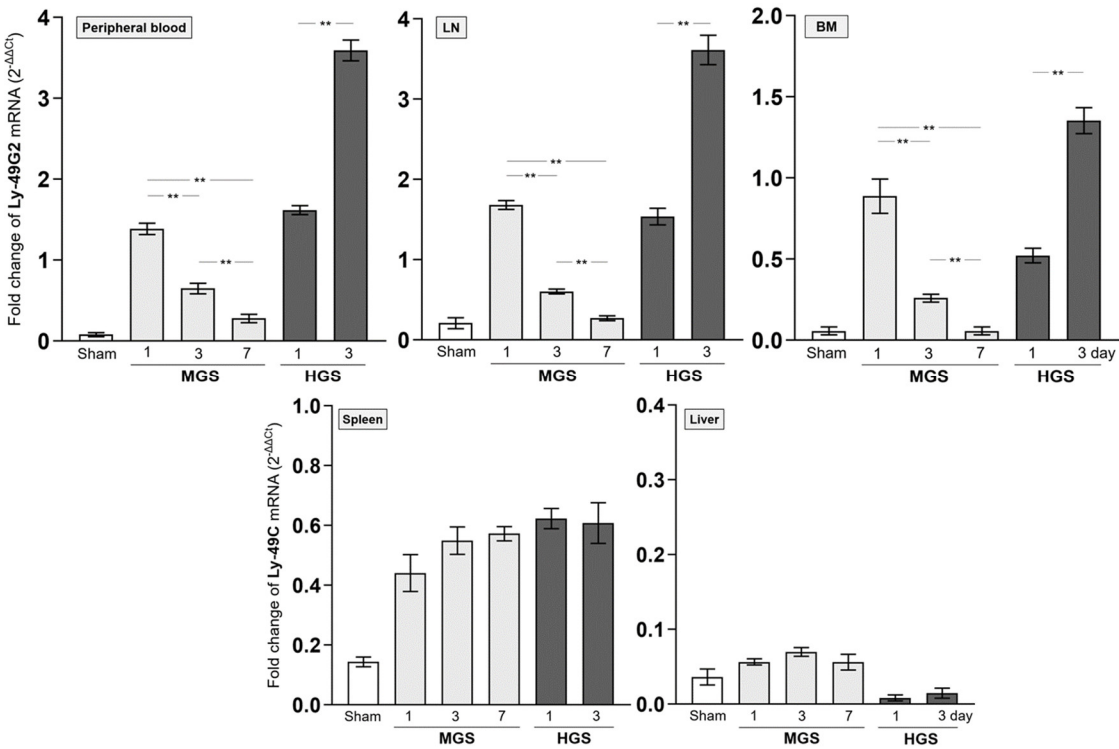 Fold change of Ly-49G2 mRNA (2-ΔΔCt)
Peripheral blood
4
3
2
1
0
**
**
**
**
Sham 1 3 7 1 3
MGS HGS
LN
4
3
2
1
0
**
**
**
**
Sham 1 3 7 1 3
MGS HGS
BM
2.0
1.5
1.0
0.5
0.0
**
**
**
**
Sham 1 3 7 1 3 day
MGS HGS
Fold change of Ly-49C mRNA (2-ΔΔCt)
Spleen
1.0
0.8
0.6
0.4
0.2
0.0
Sham 1 3 7 1 3
MGS HGS
Liver
0.4
0.3
0.2
0.1
0.0
Sham 1 3 7 1 3 day
MGS HGS